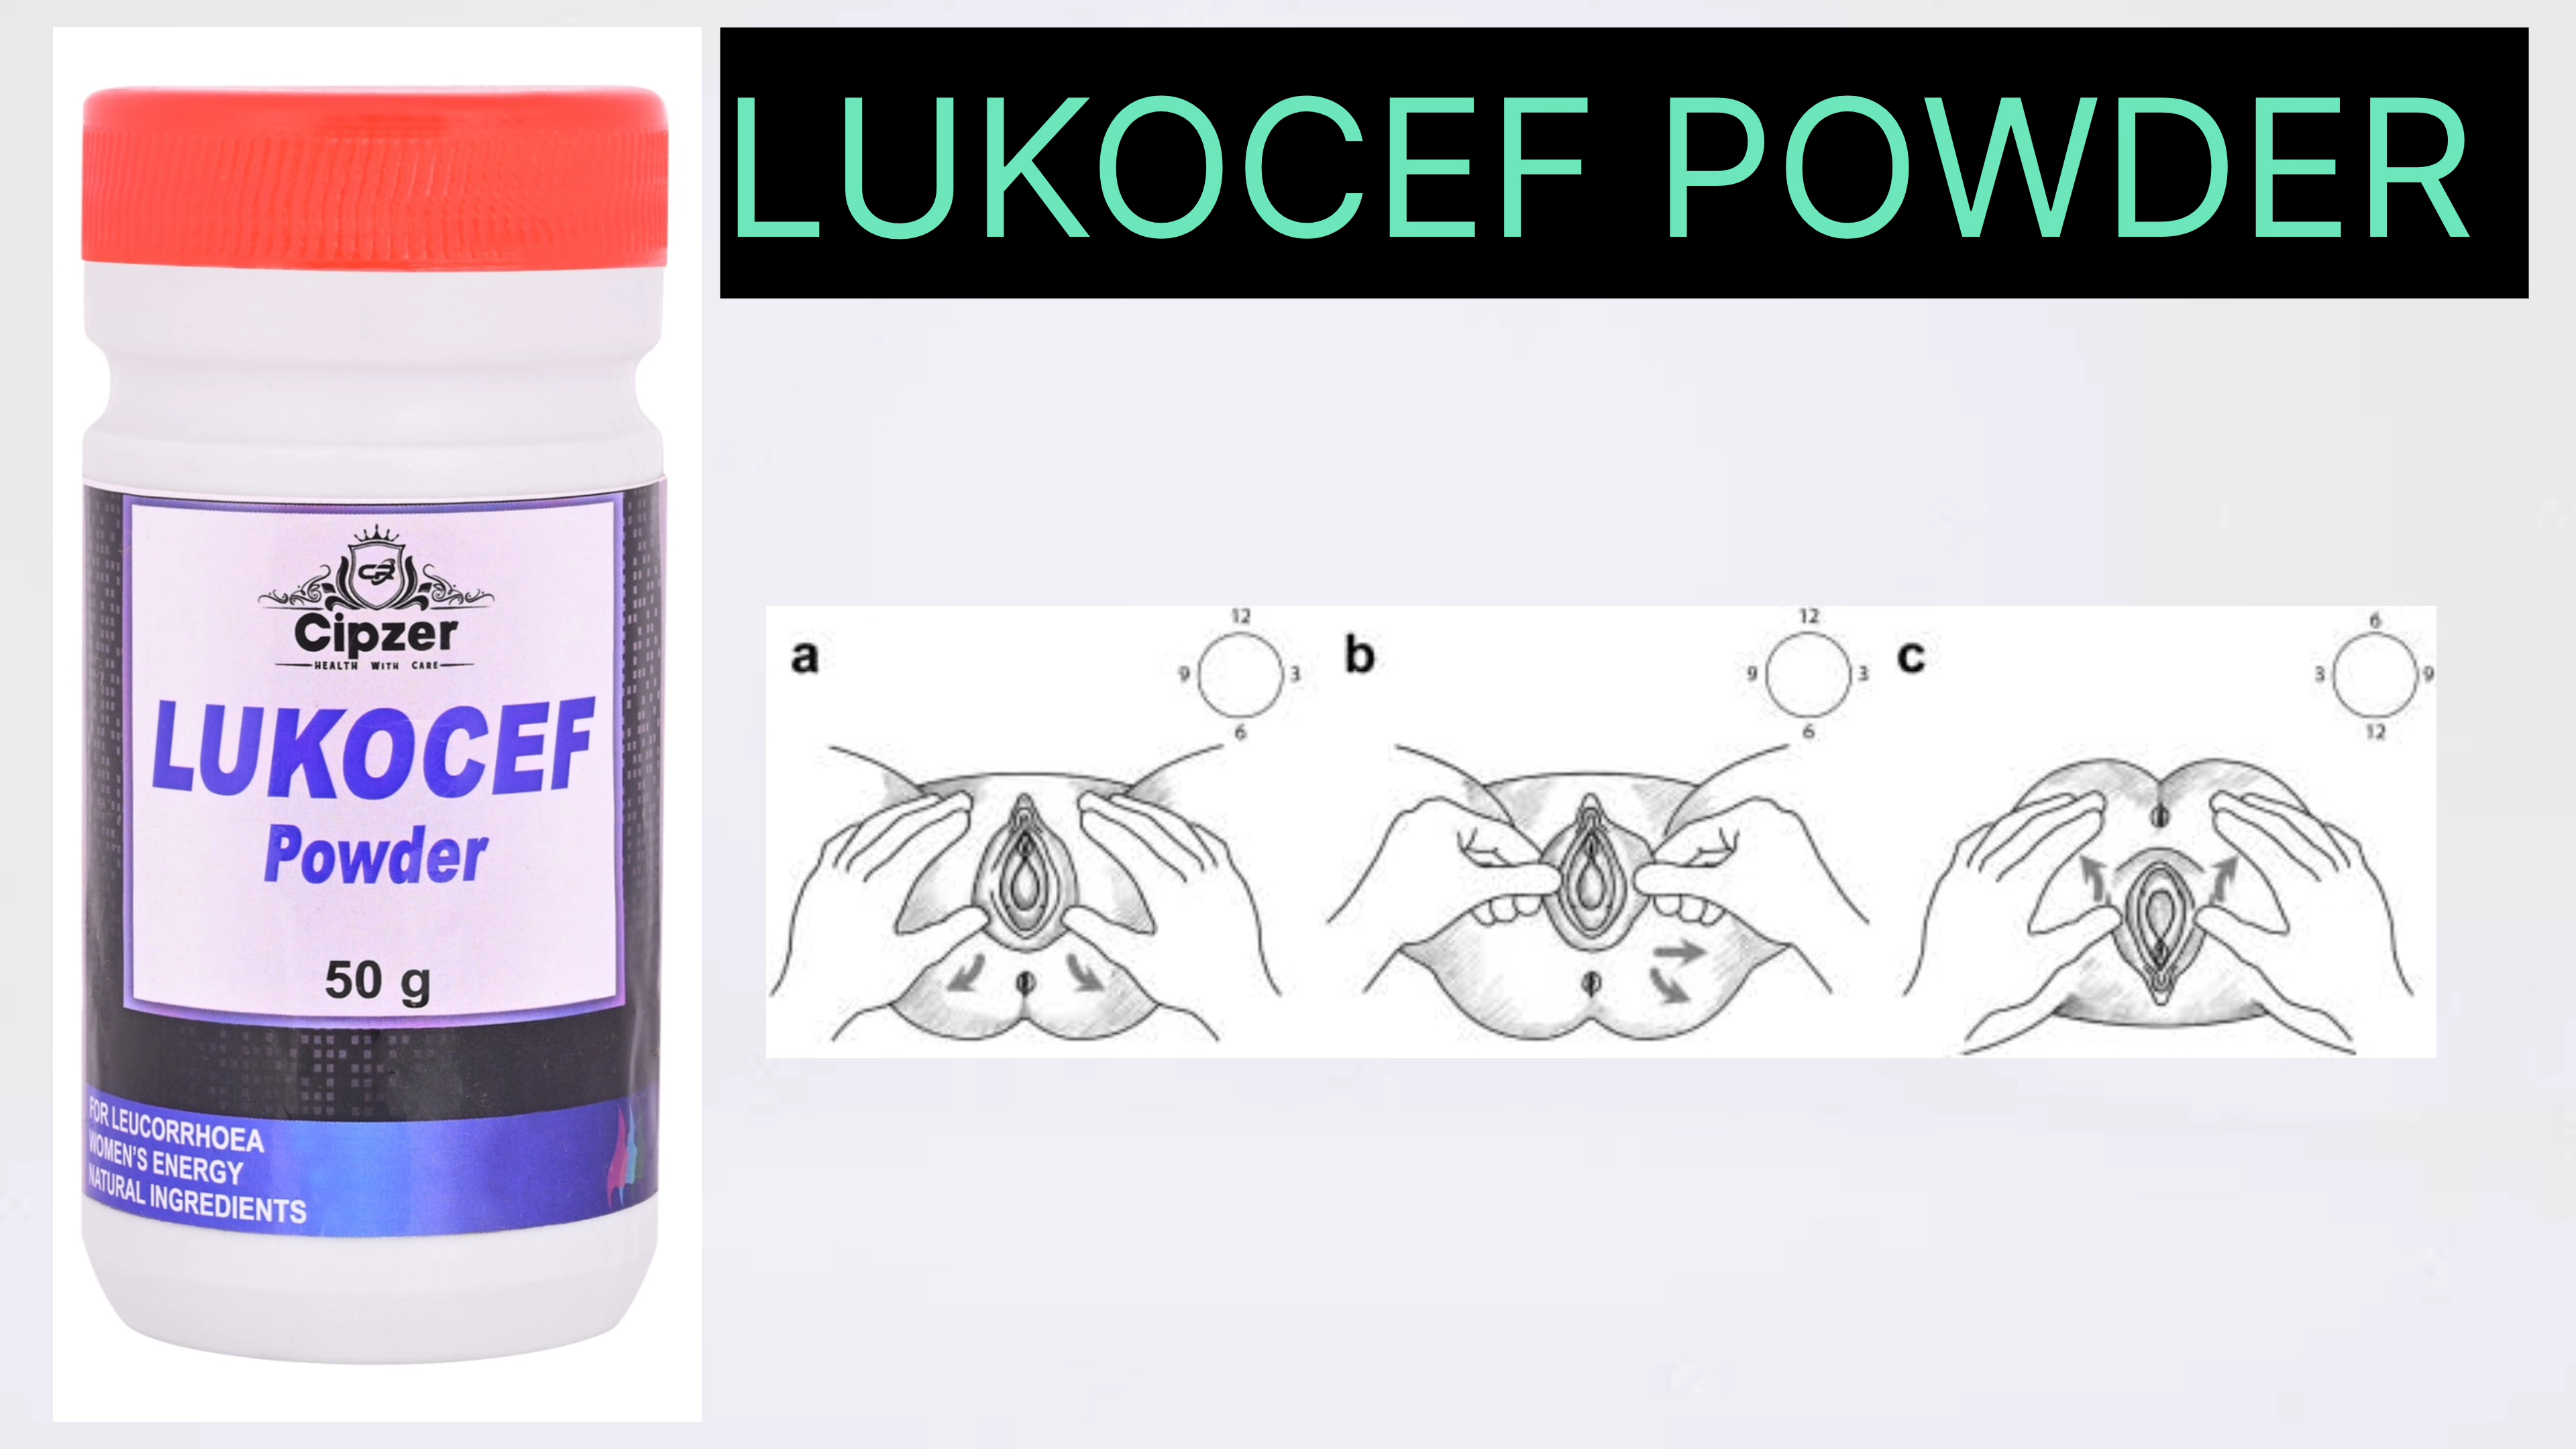 LUKOCEF POWDER
Cipzer
HEALTH WITH CARE
LUKOCEF
Powder
50 g
FOR LEUCORRHOEA
WOMEN'S ENERGY
NATURAL INGREDIENTS
a
12
9
3
6
b
12
9
3
6
c
6
3
9
12